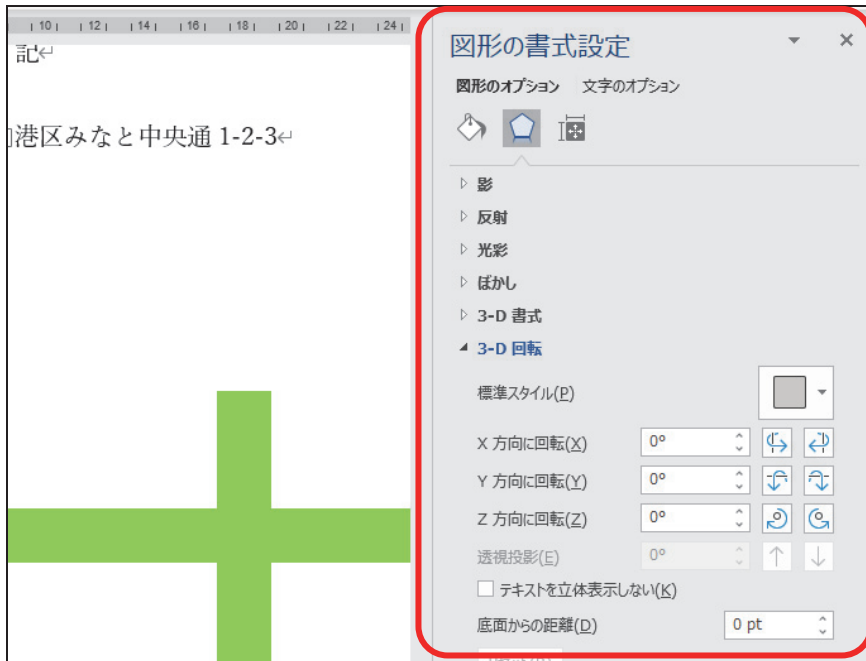 10 12 14 16 18 20 22 24
記
港区みなと中央通 1-2-3
図形の書式設定
図形のオプション 文字のオプション
影
反射
光彩
ぼかし
3-D 書式
3-D 回転
標準スタイル(P)
X 方向に回転(X) 0°
Y 方向に回転(Y) 0°
Z 方向に回転(Z) 0°
透視投影(E) 0°
テキストを立体表示しない(K)
底面からの距離(D) 0 pt